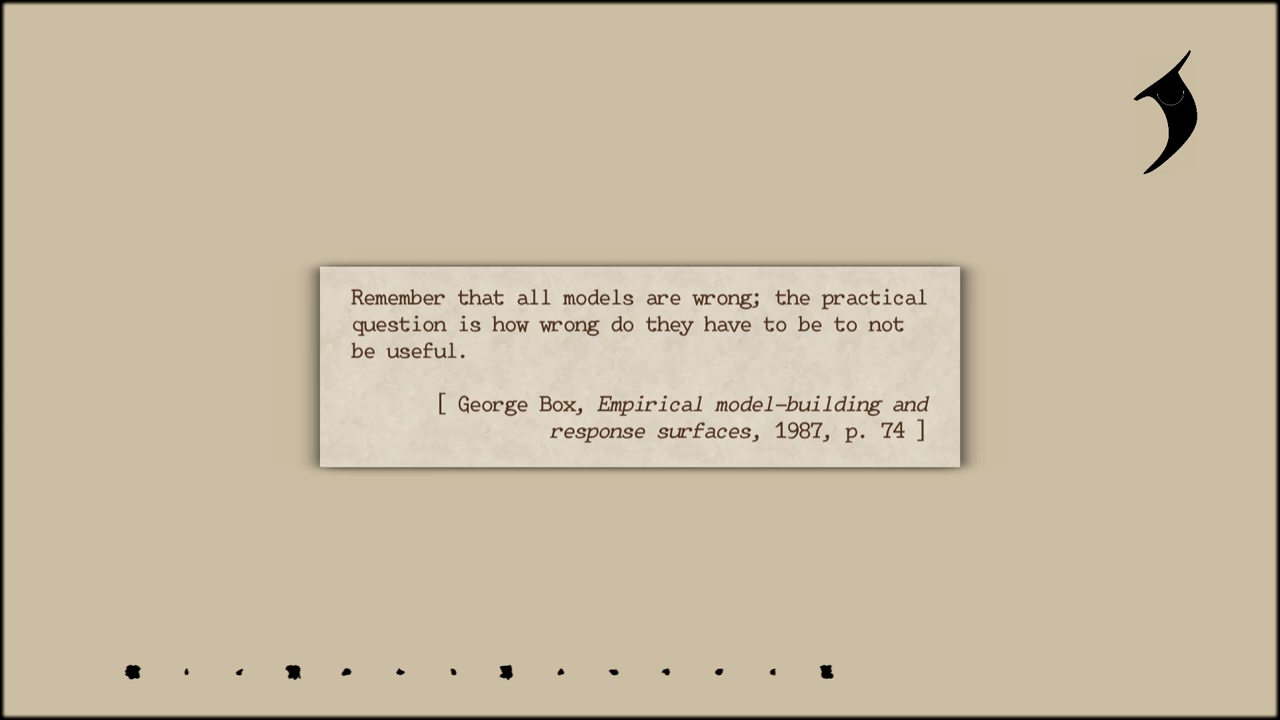 Remember that all models are wrong; the practical
question is how wrong do they have to be to not
be useful.
[ George Box, Empirical model-building and
response surfaces, 1987, p. 74 ]